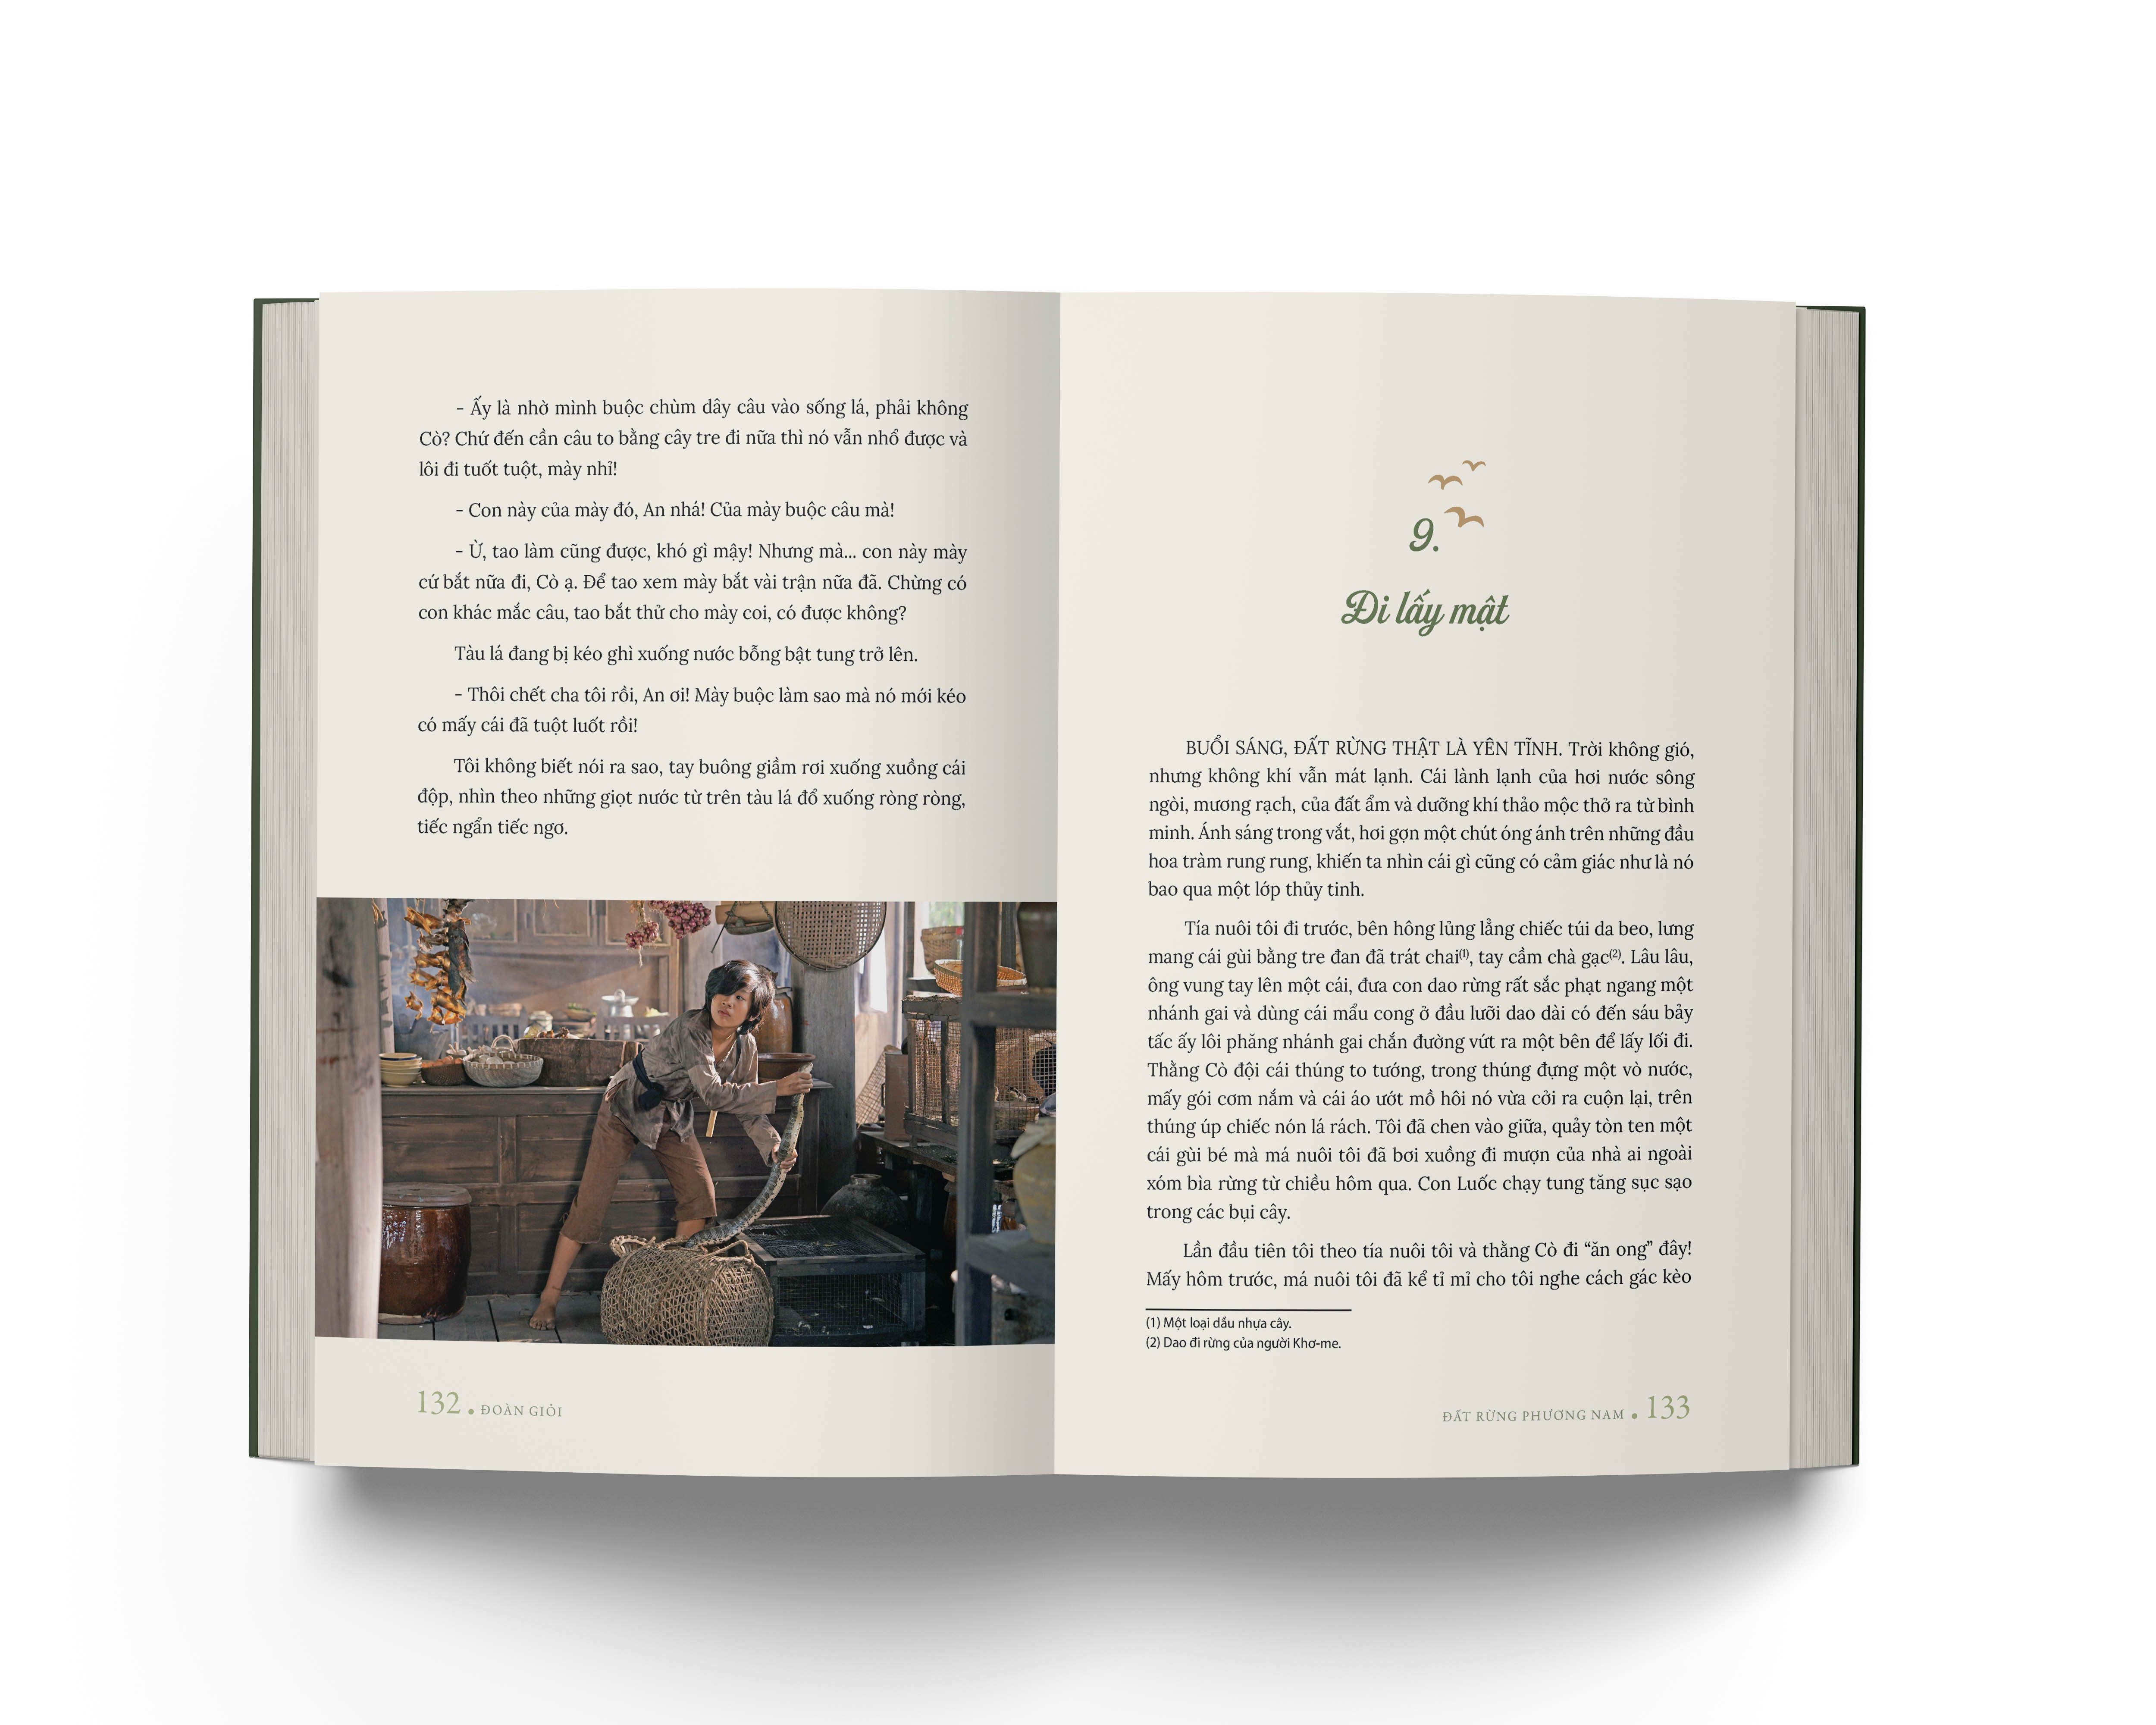 - Ấy là nhờ mình buộc chùm dây câu vào sống lá, phải không
Cò? Chứ đến cần câu to bằng cây tre đi nữa thì nó vẫn nhổ được và
lôi đi tuốt tuột, mày nhỉ!
- Con này của mày đó, An nhá! Của mày buộc câu mà!
- Ừ, tao làm cũng được, khó gì mậy! Nhưng mà... con này mày
cứ bắt nữa đi, Cò ạ. Để tao xem mày bắt vài trận nữa đã. Chừng có
con khác mắc câu, tao bắt thử cho mày coi, có được không?
Tàu lá đang bị kéo ghì xuống nước bỗng bật tung trở lên.
- Thôi chết cha tôi rồi, An ơi! Mày buộc làm sao mà nó mới kéo
có mấy cái đã tuột luốt rồi!
Tôi không biết nói ra sao, tay buông giầm rơi xuống xuồng cái
độp, nhìn theo những giọt nước từ trên tàu lá đổ xuống ròng ròng,
tiếc ngẩn tiếc ngơ.
132 . ĐOÀN GIỎI
9.
Đi lấy mật
BUỔI SÁNG, ĐẤT RỪNG THẬT LÀ YÊN TĨNH. Trời không gió,
nhưng không khí vẫn mát lạnh. Cái lành lạnh của hơi nước sông
ngòi, mương rạch, của đất ẩm và dưỡng khí thảo mộc thở ra từ bình
minh. Ánh sáng trong vắt, hơi gợn một chút óng ánh trên những đầu
hoa tràm rung rung, khiến ta nhìn cái gì cũng có cảm giác như là nó
bao qua một lớp thủy tinh.
Tía nuôi tôi đi trước, bên hông lủng lẳng chiếc túi da beo, lưng
mang cái gùi bằng tre đan đã trát chai(1), tay cầm chà gạc(2). Lâu lâu,
ông vung tay lên một cái, đưa con dao rừng rất sắc phạt ngang một
nhánh gai và dùng cái mẩu cong ở đầu lưỡi dao dài có đến sáu bảy
tấc ấy lôi phăng nhánh gai chắn đường vứt ra một bên để lấy lối đi.
Thằng Cò đội cái thúng to tướng, trong thúng đựng một vò nước,
mấy gói cơm nắm và cái áo ướt mồ hôi nó vừa cởi ra cuộn lại, trên
thúng úp chiếc nón lá rách. Tôi đã chen vào giữa, quảy tòn ten một
cái gùi bé mà má nuôi tôi đã bơi xuồng đi mượn của nhà ai ngoài
xóm bìa rừng từ chiều hôm qua. Con Luốc chạy tung tăng sục sạo
trong các bụi cây.
Lần đầu tiên tôi theo tía nuôi tôi và thằng Cò đi “ăn ong” đây!
Mấy hôm trước, má nuôi tôi đã kể tỉ mỉ cho tôi nghe cách gác kèo
(1) Một loại dầu nhựa cây.
(2) Dao đi rừng của người Khơ-me.
ĐẤT RỪNG PHƯƠNG NAM . 133